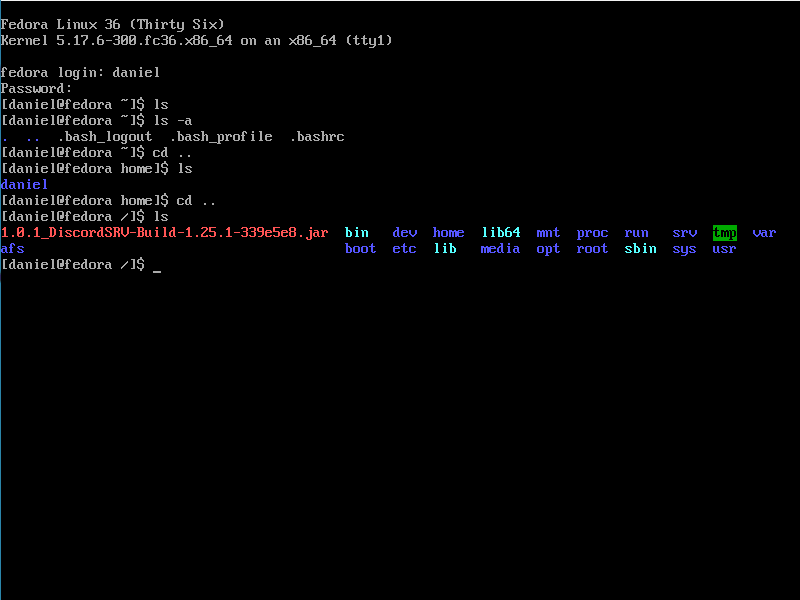 Fedora Linux 36 (Thirty Six)
Kernel 5.17.6-300.fc36.x86_64 on an x86_64 (tty1)
fedora login: daniel
Password:
[daniel@fedora ~]$ ls
[daniel@fedora ~]$ ls -a
.  ..  .bash_logout  .bash_profile  .bashrc
[daniel@fedora ~]$ cd ..
[daniel@fedora home]$ ls
daniel
[daniel@fedora home]$ cd ..
[daniel@fedora /]$ ls
1.0.1_DiscordSRV-Build-1.25.1-339e5e8.jar  bin  dev  home  lib64  mnt  proc  run  srv  tmp  var
afs  boot  etc  lib  media  opt  root  sbin  sys  usr
[daniel@fedora /]$ _